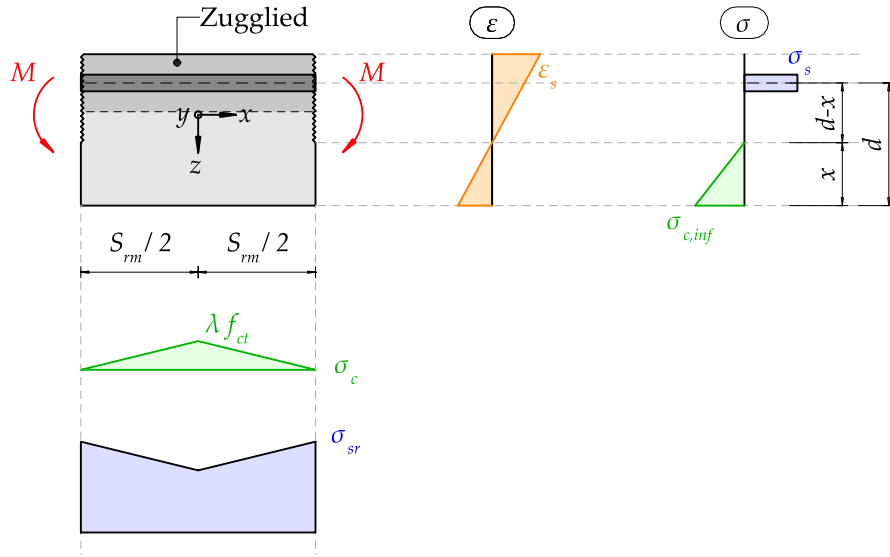 Zugglied
ε
σ
M
M
ε_s
σ_s
y
x
z
d-x
d
x
σ_c,inf
S_rm / 2
S_rm / 2
λ f_ct
σ_c
σ_sr